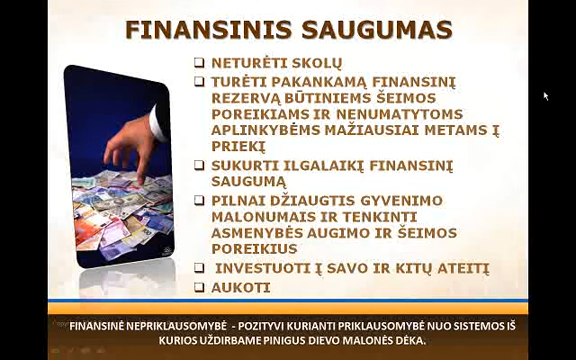 FINANSINIS SAUGUMAS
NETURĖTI SKOLŲ
TURĖTI PAKANKAMĄ FINANSINĮ
REZERVĄ BŪTINIEMS ŠEIMOS
POREIKIAMS IR NENUMATYTOMS
APLINKYBĖMS MAŽIAUSIAI METAMS Į
PRIEKĮ
SUKURTI ILGALAIKĮ FINANSINĮ
SAUGUMĄ
PILNAI DŽIAUGTIS GYVENIMO
MALONUMAIS IR TENKINTI
ASMENYBĖS AUGIMO IR ŠEIMOS
POREIKIUS
INVESTUOTI Į SAVO IR KITŲ ATEITĮ
AUKOTI
FINANSINĖ NEPRIKLAUSOMYBĖ - POZITYVI KURIANTI PRIKLAUSOMYBĖ NUO SISTEMOS IŠ
KURIOS UŽDIRBAME PINIGUS DIEVO MALONĖS DĖKA.